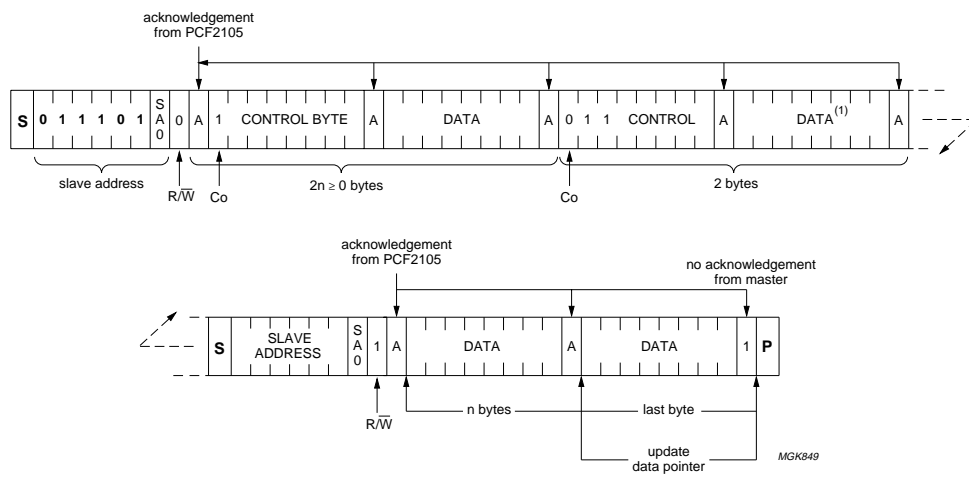 acknowledgement
from PCF2105
S 0 1 1 1 0 1 SA0 0 A 1 CONTROL BYTE A DATA A 0 1 1 CONTROL A DATA(1) A
slave address
R/W̅
Co
2n ≥ 0 bytes
Co
2 bytes
acknowledgement
from PCF2105
no acknowledgement
from master
S SLAVE ADDRESS SA0 1 A DATA A DATA 1 P
R/W̅
n bytes
last byte
update
data pointer
MGK849